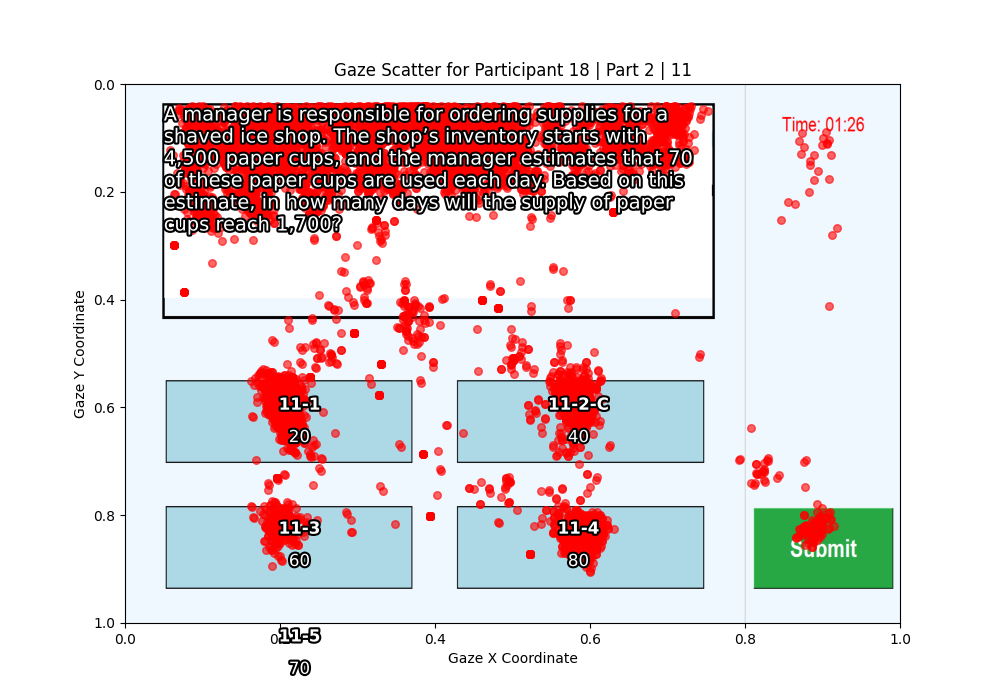 Gaze Scatter for Participant 18 | Part 2 | 11
A manager is responsible for ordering supplies for a
shaved ice shop. The shop's inventory starts with
4,500 paper cups, and the manager estimates that 70
of these paper cups are used each day. Based on this
estimate, in how many days will the supply of paper
cups reach 1,700?
Time: 01:26
11-1
20
11-2-C
40
11-3
60
11-4
80
Submit
11-5
70
0.0
0.2
0.4
0.6
0.8
1.0
Gaze Y Coordinate
0.0
0.2
0.4
0.6
0.8
1.0
Gaze X Coordinate